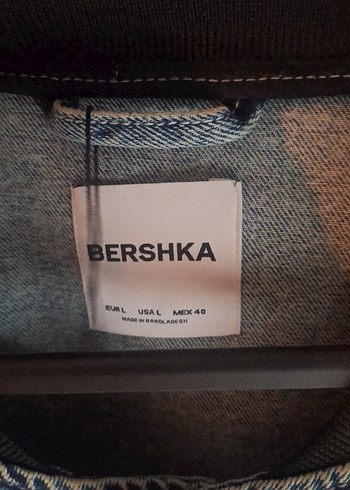 BERSHKA
EUR L USA L MEX 40
MADE IN BANGLADESH